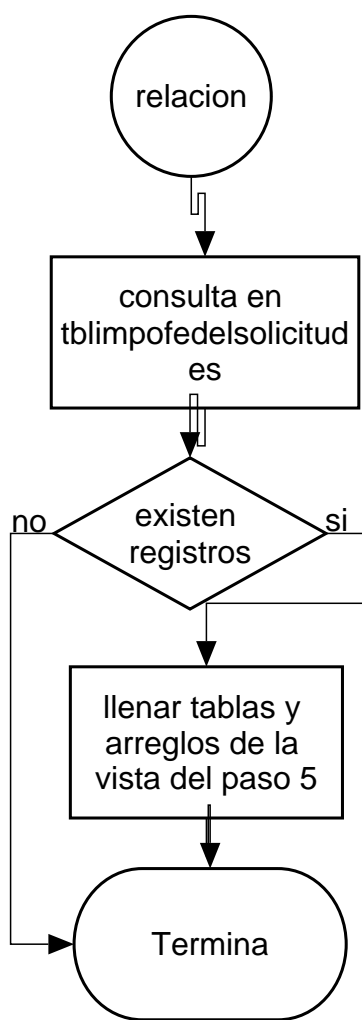 relacion
consulta en
tblimpofedelsolicitud
es
no
existen
si
registros
llenar tablas y
arreglos de la
vista del paso 5
Termina